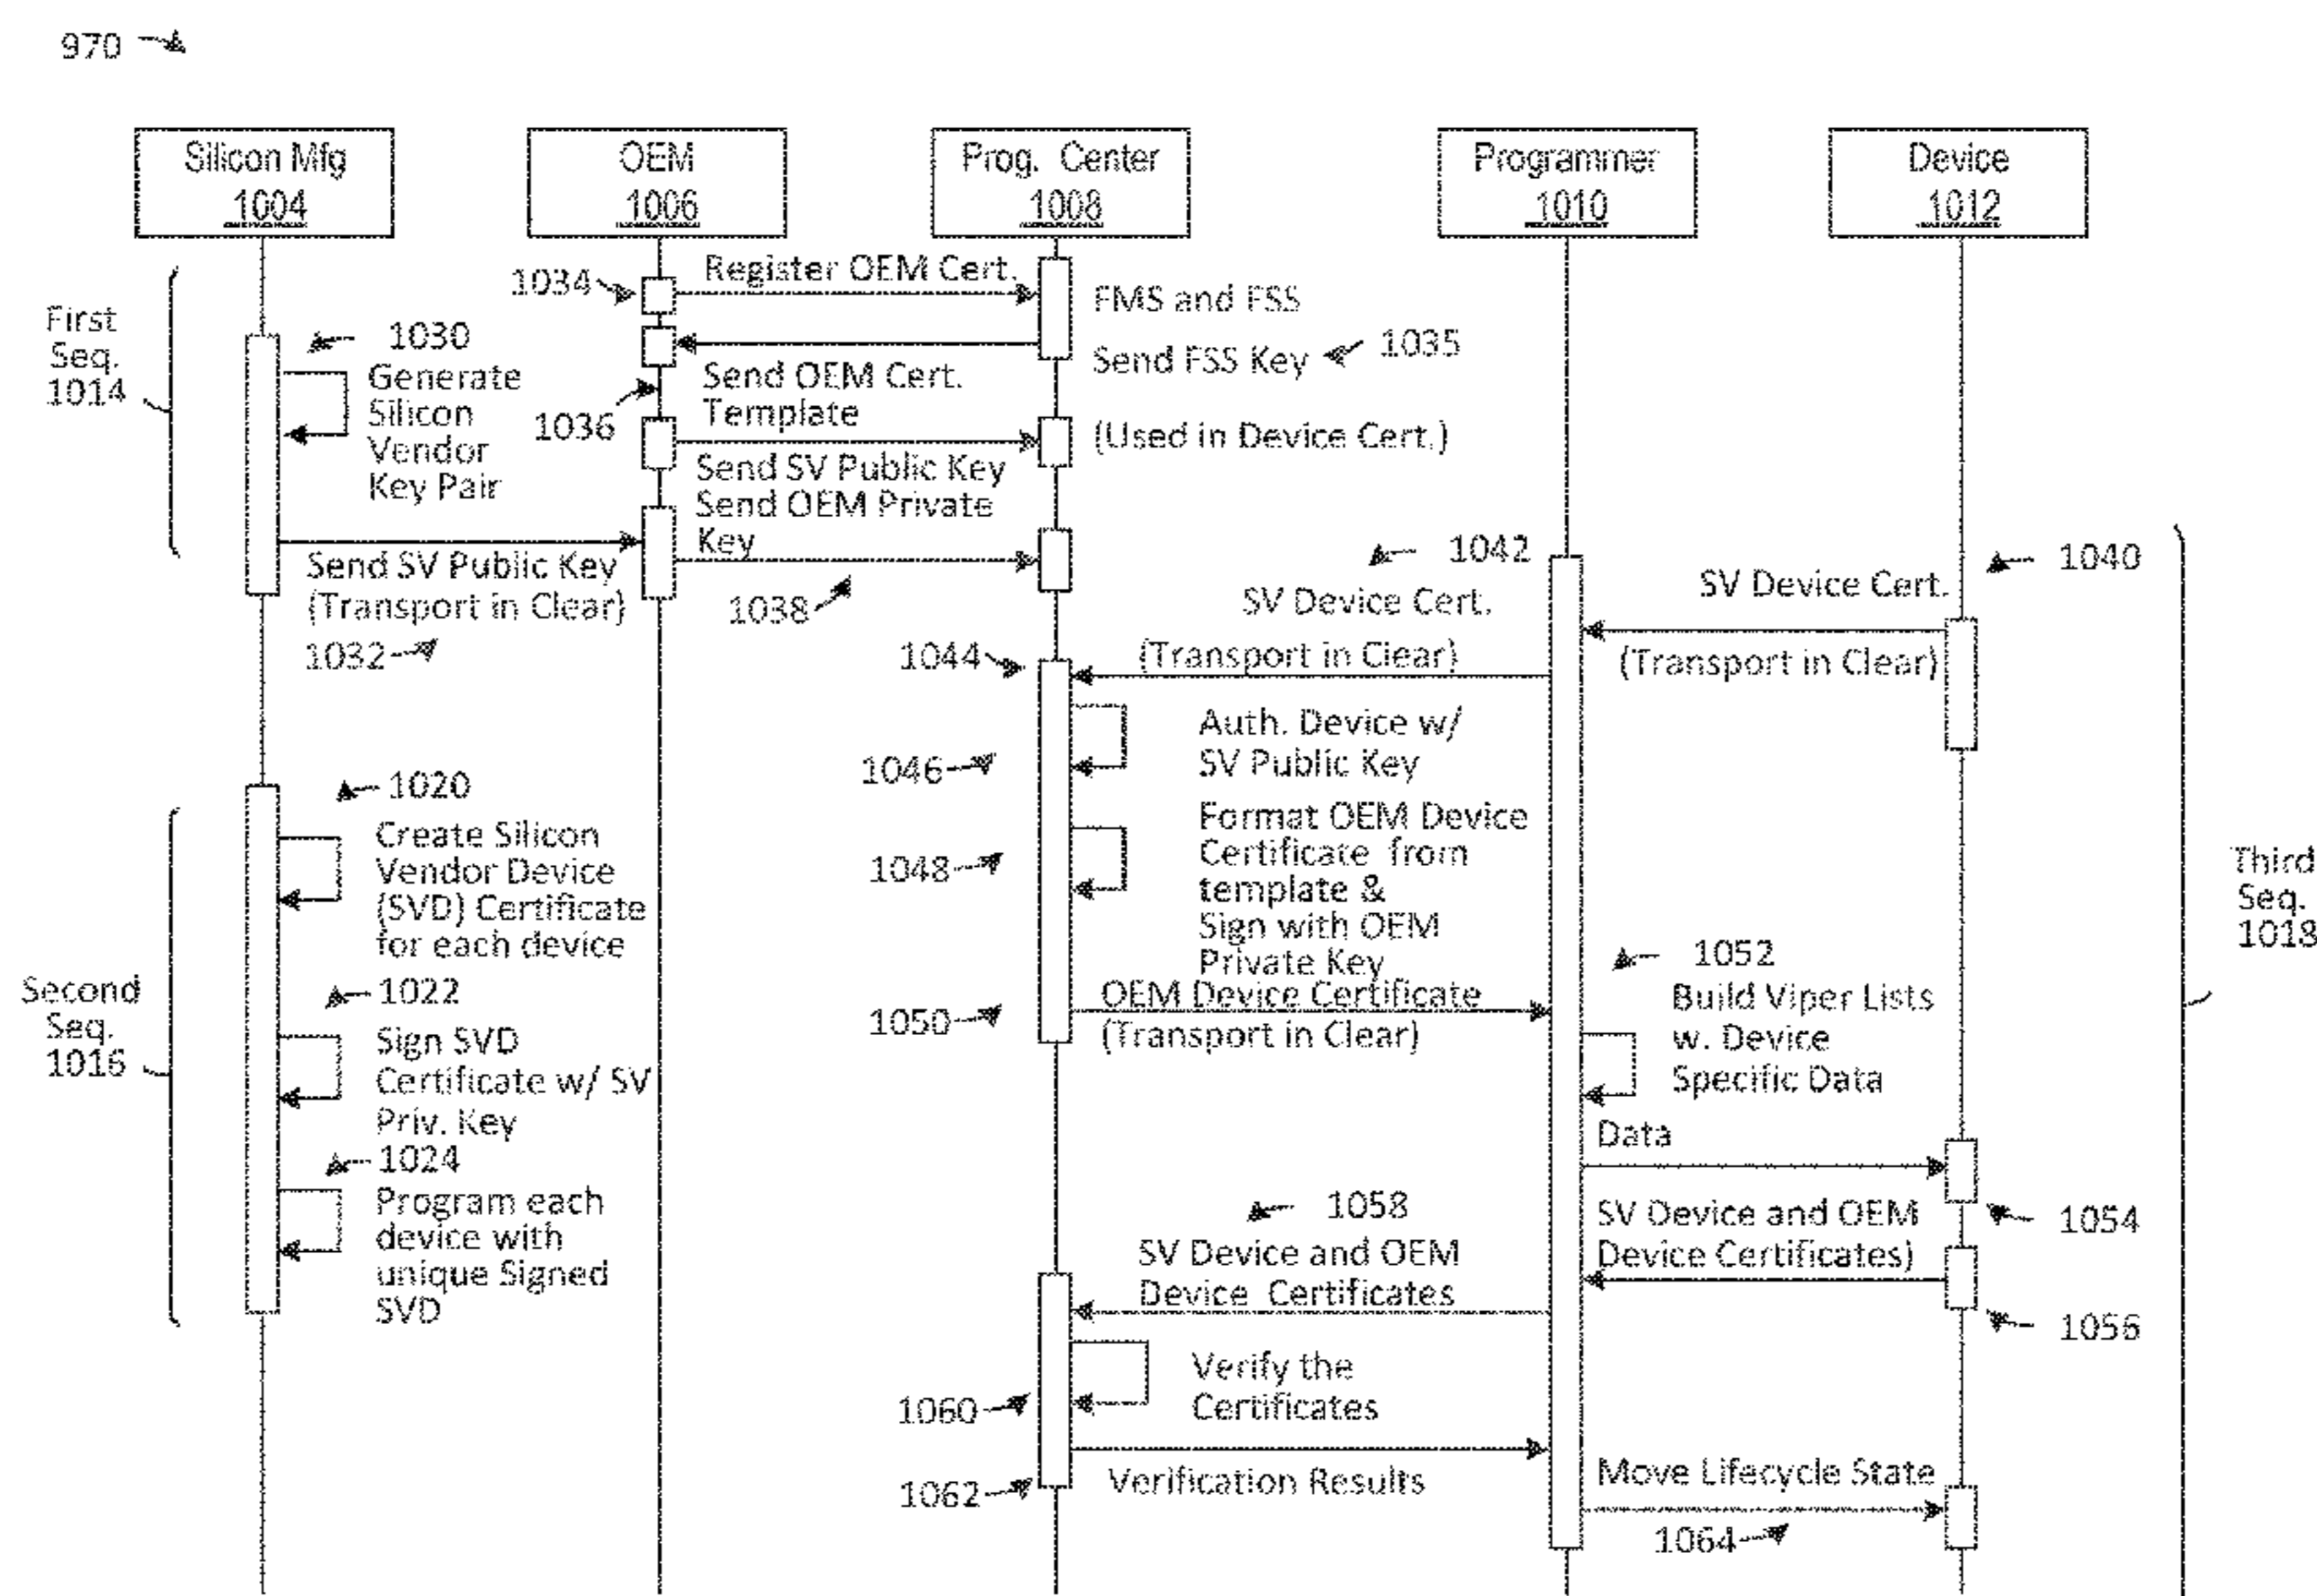 970
Silicon Mfg
1004
OEM
1006
Prog. Center
1008
Programmer
1010
Device
1012
First
Seq.
1014
1034
Register OEM Cert.
FMS and FSS
Send FSS Key
1035
1030
Generate
Silicon
Vendor
Key Pair
1036
Send OEM Cert.
Template
(Used in Device Cert.)
Send SV Public Key
Send OEM Private
Key
1038
Send SV Public Key
(Transport in Clear)
1032
1042
SV Device Cert.
(Transport in Clear)
1040
SV Device Cert.
(Transport in Clear)
1044
Auth. Device w/
SV Public Key
1046
Format OEM Device
Certificate from
template &
Sign with OEM
Private Key
1048
OEM Device Certificate
(Transport in Clear)
1050
Second
Seq.
1016
1020
Create Silicon
Vendor Device
(SVD) Certificate
for each device
1022
Sign SVD
Certificate w/ SV
Priv. Key
1024
Program each
device with
unique Signed
SVD
Third
Seq.
1018
1052
Build Viper Lists
w. Device
Specific Data
Data
1054
SV Device and OEM
Device Certificates)
1056
1058
SV Device and OEM
Device Certificates
Verify the
Certificates
1060
Verification Results
1062
Move Lifecycle State
1064